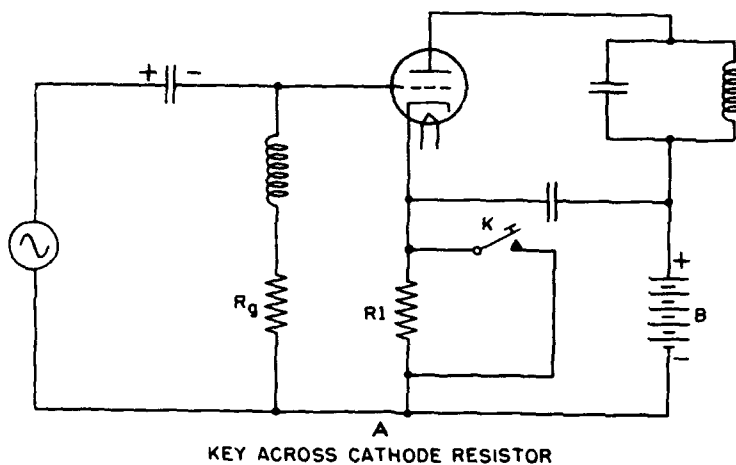 + -
K
Rg
R1
+
B
-
A
KEY ACROSS CATHODE RESISTOR